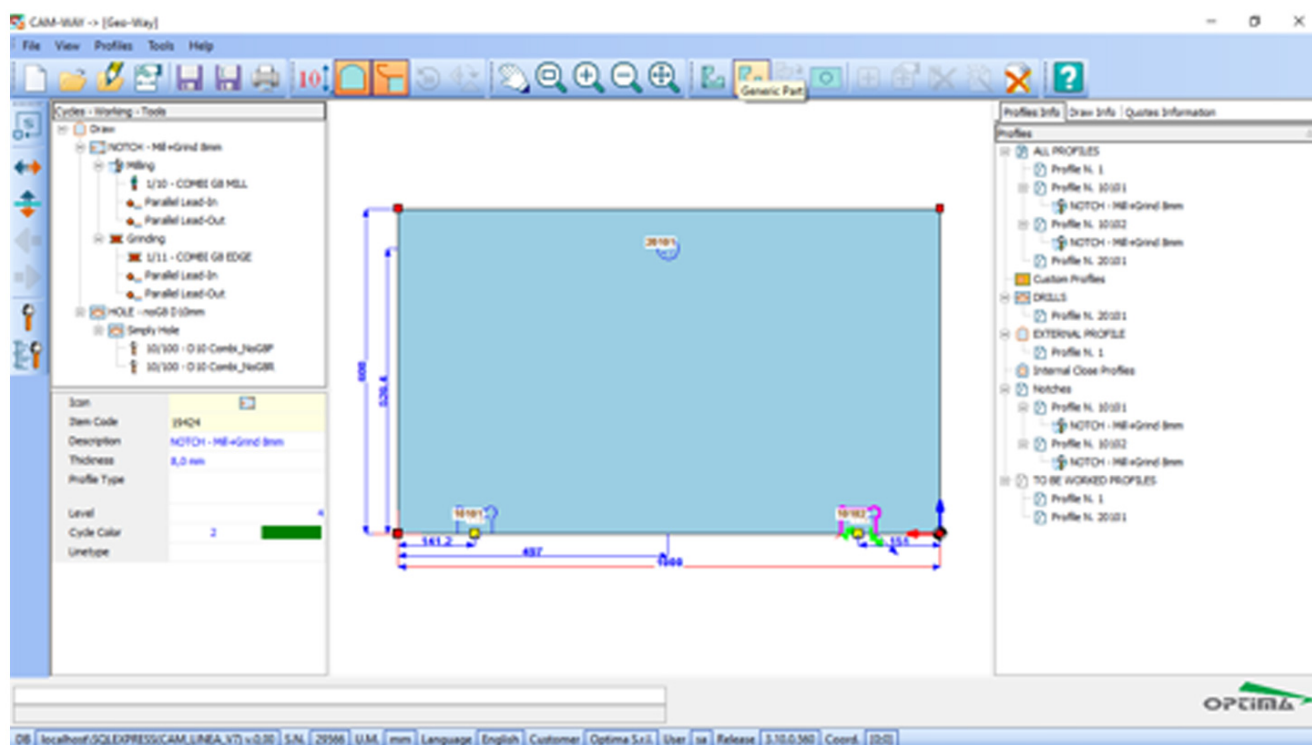 CAM-WAY -> [Geo-Way]
File View Profiles Tools Help
10
Generic Part
Cycles - Working - Tools
Draw
NOTCH - Mill+Grind 8mm
Milling
1/10 - COMBI G8 MILL
Parallel Lead-In
Parallel Lead-Out
Grinding
1/11 - COMBI G8 EDGE
Parallel Lead-In
Parallel Lead-Out
HOLE - noG8 D10mm
Simply Hole
10/100 - D10 Combi_NoG8F
10/100 - D10 Combi_NoG8R
Icon
Item Code 19424
Description NOTCH - Mill+Grind 8mm
Thickness 8,0 mm
Profile Type
Level 4
Cycle Color 2
Linetype
20101
600
526.4
10101
10102
141.2
151
497
1000
Profiles Info Draw Info Quotes Information
Profiles
ALL PROFILES
Profile N. 1
Profile N. 10101
NOTCH - Mill+Grind 8mm
Profile N. 10102
NOTCH - Mill+Grind 8mm
Profile N. 20101
Custom Profiles
DRILLS
Profile N. 20101
EXTERNAL PROFILE
Profile N. 1
Internal Close Profiles
Notches
Profile N. 10101
NOTCH - Mill+Grind 8mm
Profile N. 10102
NOTCH - Mill+Grind 8mm
TO BE WORKED PROFILES
Profile N. 1
Profile N. 20101
OPTIMA
DB localhost\SQLEXPRESS(CAM_LINEA_V7) v.0.00 S.N. 29566 U.M. mm Language English Customer Optima S.r.l. User sa Release 3.10.0.560 Coord. [0:0]